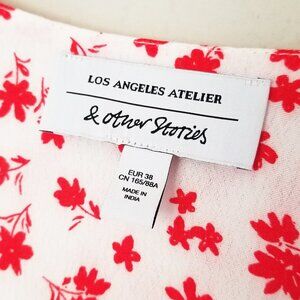 LOS ANGELES ATELIER
& other Stories
EUR 38
CN 165/88A
MADE IN
INDIA